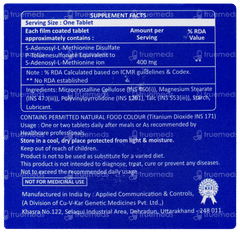 SUPPLEMENT FACTS
Serving Size : One Tablet
Each film coated tablet approximately contains :
Amount per Serving
% RDA Value
S-Adenosyl-L-Methionine Disulfate
P-Toluenesulfonate Equivalent to
S-Adenosyl-L-Methionine ion 400 mg **
Note : % RDA Calculated based on ICMR guidelines & Codex.
** No RDA established
Ingredients: Microcrystalline Cellulose (INS 460(i)), Magnesium Stearate
(INS 470(iii)), Polyvinylpyrrolidone (INS 1201), Talc (INS 553(iii)), Starch,
Lubricant.
CONTAINS PERMITTED NATURAL FOOD COLOUR (Titanium Dioxide INS 171)
Usage : One or two tablets daily after meals or As recommended by
Healthcare professionals.
Store in a cool, dry place protected from light & moisture.
Keep out of reach of children.
Product is not to be used as substitute for a varied diet.
This product is not intended to diagnose, treat, cure or prevent any diseases.
Not to exceed the recommended daily usage.
NOT FOR MEDICINAL USE
Manufactured in India by : Applied Communication & Controls,
(A Division of Cu-V-Kar Genetic Medicines Pvt. Ltd.,)
Khasra No.122, Selaqui Industrial Area, Dehradun, Uttarakhand - 248 011